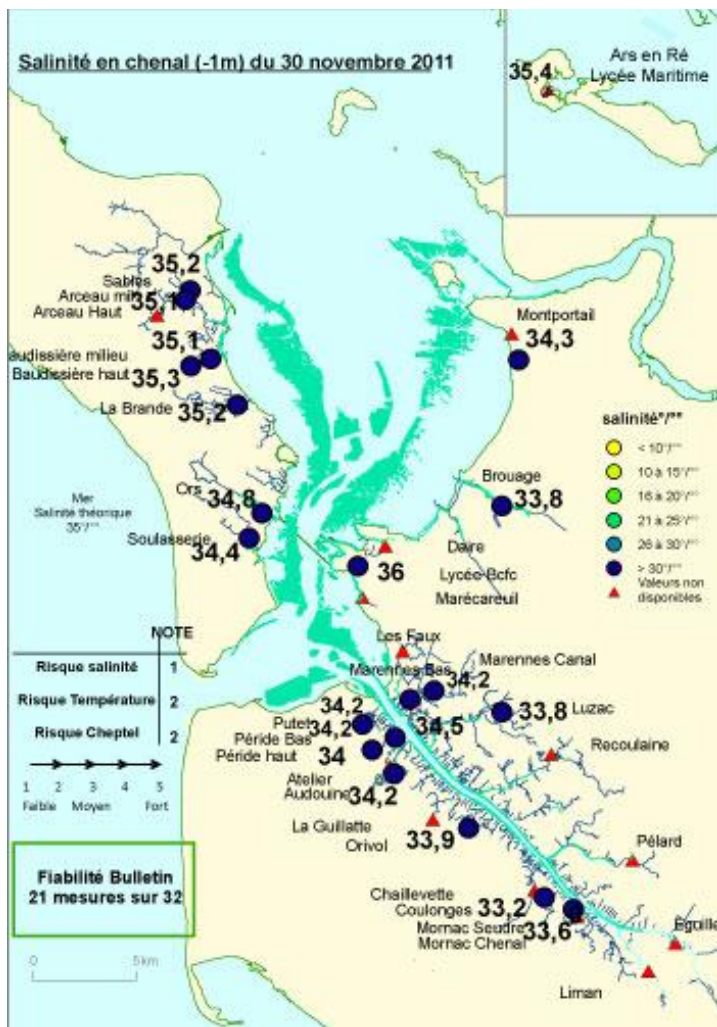 Salinité en chenal (-1m) du 30 novembre 2011
Ars en Ré
Lycée Maritime
35,4
35,2
Sables
Arceau mili
35,1
Arceau Haut
35,1
audissière milieu
Baudissière haut
35,3
La Brande
35,2
Montportail
34,3
salinité°/°°
< 10°/°°
10 à 15°/°°
16 à 20°/°°
21 à 25°/°°
26 à 30°/°°
> 30°/°°
Valeurs non
disponibles
Mer
Salinité théorique
35°/°°
Ors
34,8
Soulasserie
34,4
Brouage
33,8
Daire
36
Lycée-Bcfc
Marécareuil
NOTE
Risque salinité 1
Risque Température 2
Risque Cheptel 2
1 2 3 4 5
Faible Moyen Fort
Les Faux
Marennes Canal
Marennes Bas
34,2
34,2
Putet
34,2
34,5
33,8
Luzac
Péride Bas
Péride haut
34
Recoulaine
Atelier
Audouine
34,2
La Guillatte
Orivol
33,9
Pélard
Fiabilité Bulletin
21 mesures sur 32
Chaillevette
Coulonges
33,2
Mornac Seudre
Mornac Chenal
33,6
Eguille
Liman
0 5km